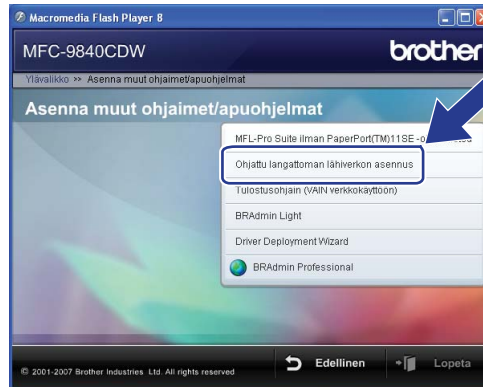 Macromedia Flash Player 8
MFC-9840CDW
brother
Ylävalikko >> Asenna muut ohjaimet/apuohjelmat
Asenna muut ohjaimet/apuohjelmat
MFL-Pro Suite ilman PaperPort(TM)11SE
Ohjattu langattoman lähiverkon asennus
Tulostusohjain (VAIN verkkokäyttöön)
BRAdmin Light
Driver Deployment Wizard
BRAdmin Professional
© 2001-2007 Brother Industries Ltd. All rights reserved
Edellinen
Lopeta